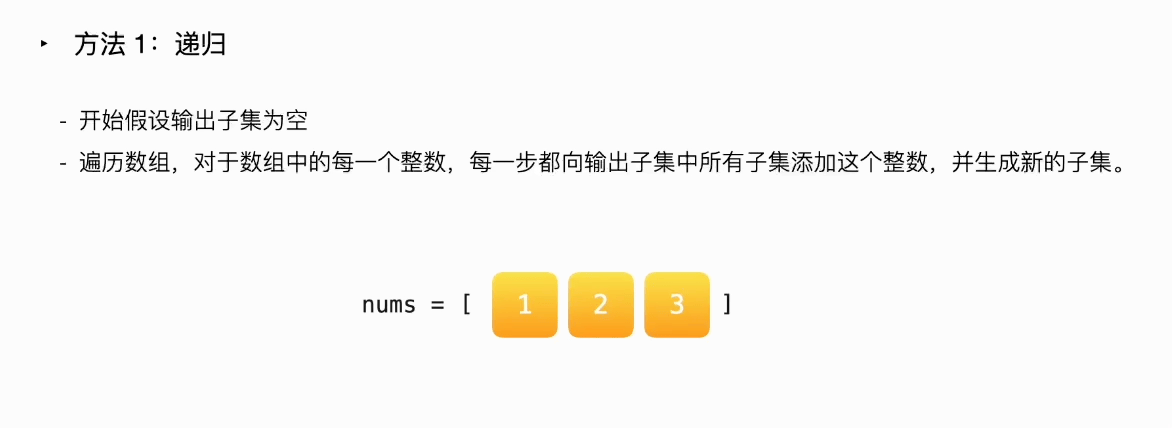 ▸ 方法 1：递归
- 开始假设输出子集为空
- 遍历数组，对于数组中的每一个整数，每一步都向输出子集中所有子集添加这个整数，并生成新的子集。
nums = [ 1 2 3 ]